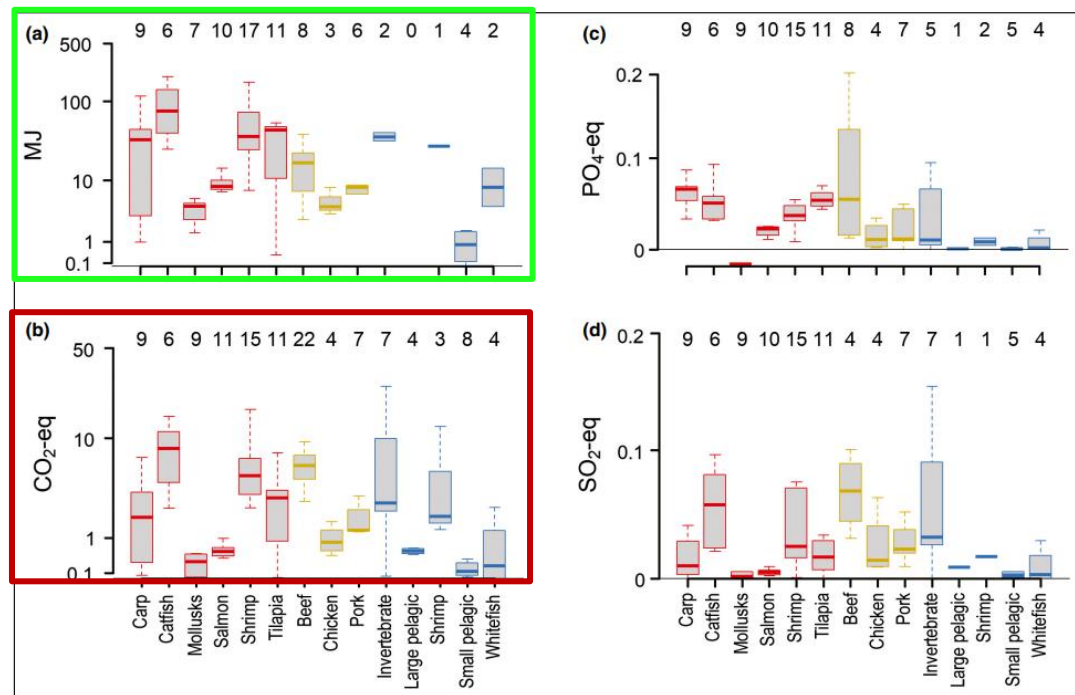 (a) 9 6 7 10 17 11 8 3 6 2 0 1 4 2
500
100
10
1
0.1
MJ
(c) 9 6 9 10 15 11 8 4 7 5 1 2 5 4
0.2
0.1
0
PO4-eq
(b) 9 6 9 11 15 11 22 4 7 7 4 3 8 4
50
10
1
0.1
CO2-eq
Carp
Catfish
Mollusks
Salmon
Shrimp
Tilapia
Beef
Chicken
Pork
Invertebrate
Large pelagic
Shrimp
Small pelagic
Whitefish
(d) 9 6 9 10 15 11 4 4 7 7 1 1 5 4
0.2
0.1
0
SO2-eq
Carp
Catfish
Mollusks
Salmon
Shrimp
Tilapia
Beef
Chicken
Pork
Invertebrate
Large pelagic
Shrimp
Small pelagic
Whitefish